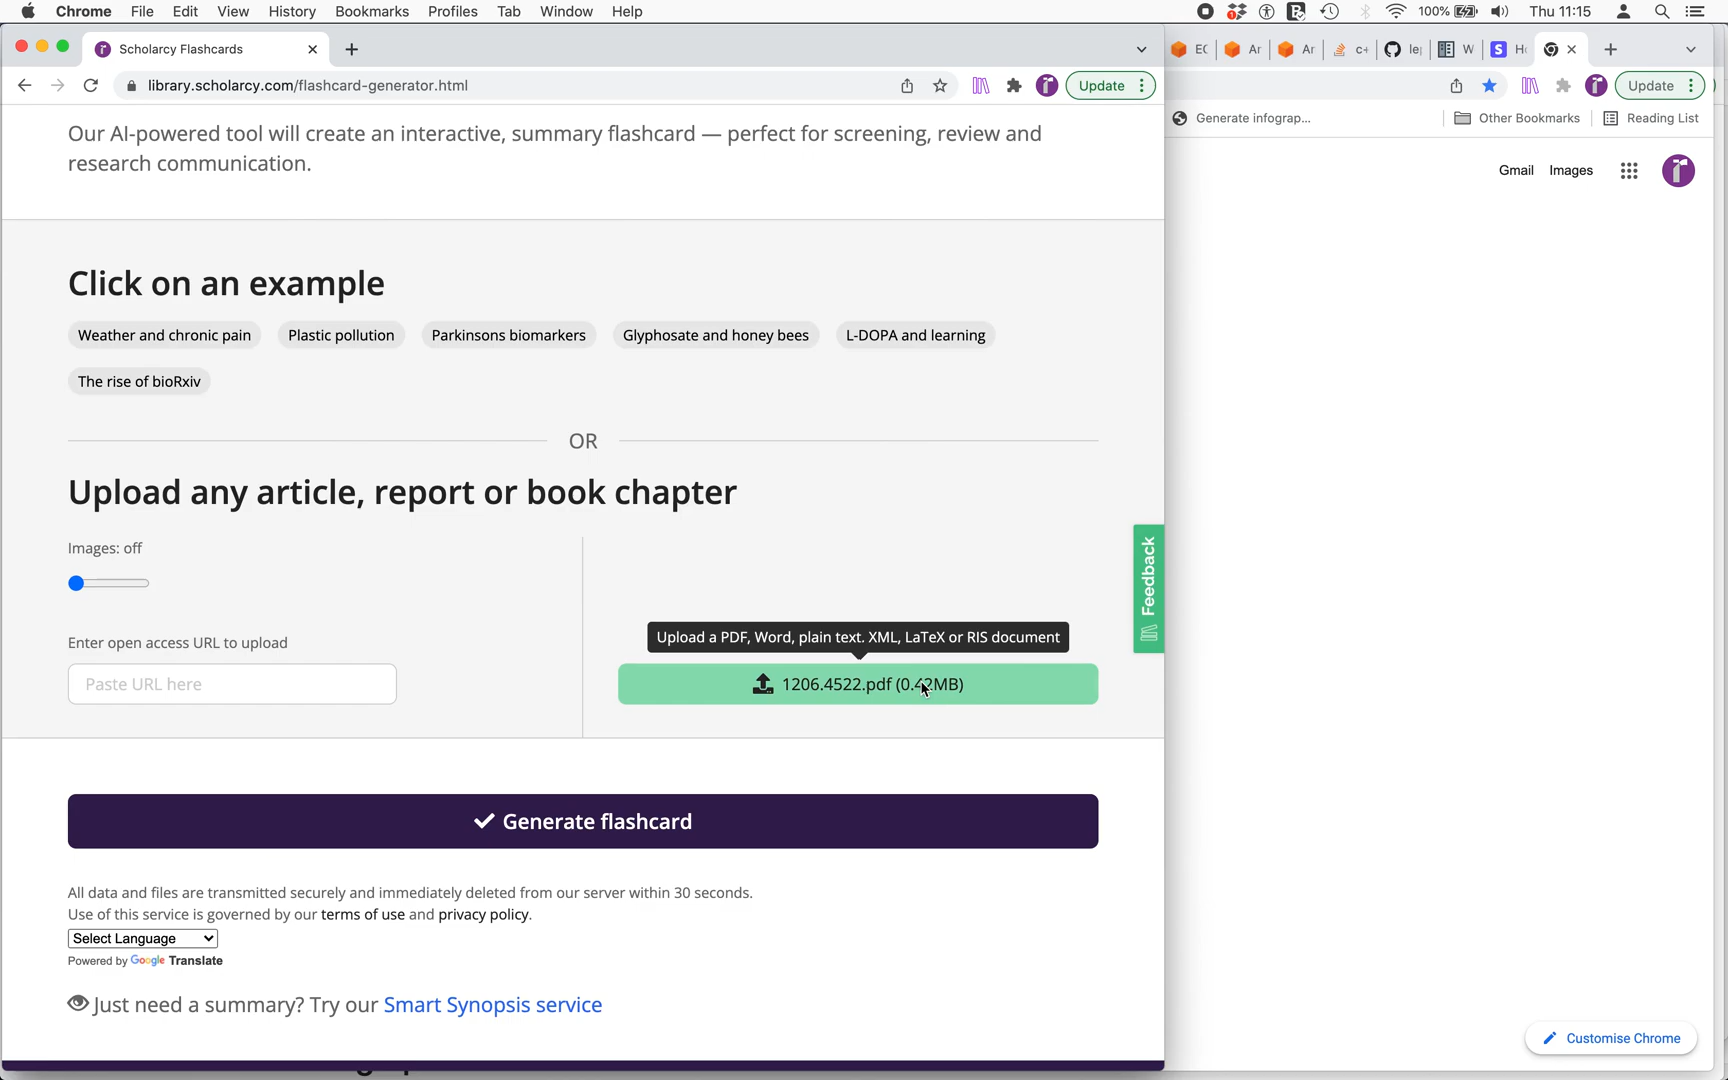 Chrome File Edit View History Bookmarks Profiles Tab Window Help 100% Thu 11:15
Scholarcy Flashcards
library.scholarcy.com/flashcard-generator.html
Update
EC Ar Ar c+ le W H
Update
Generate infograp... Other Bookmarks Reading List
Gmail Images
Our AI-powered tool will create an interactive, summary flashcard — perfect for screening, review and
research communication.
Click on an example
Weather and chronic pain Plastic pollution Parkinsons biomarkers Glyphosate and honey bees L-DOPA and learning
The rise of bioRxiv
OR
Upload any article, report or book chapter
Images: off
Enter open access URL to upload
Paste URL here
Upload a PDF, Word, plain text. XML, LaTeX or RIS document
1206.4522.pdf (0.42MB)
Feedback
Generate flashcard
All data and files are transmitted securely and immediately deleted from our server within 30 seconds.
Use of this service is governed by our terms of use and privacy policy.
Select Language
Powered by Google Translate
Just need a summary? Try our Smart Synopsis service
Customise Chrome